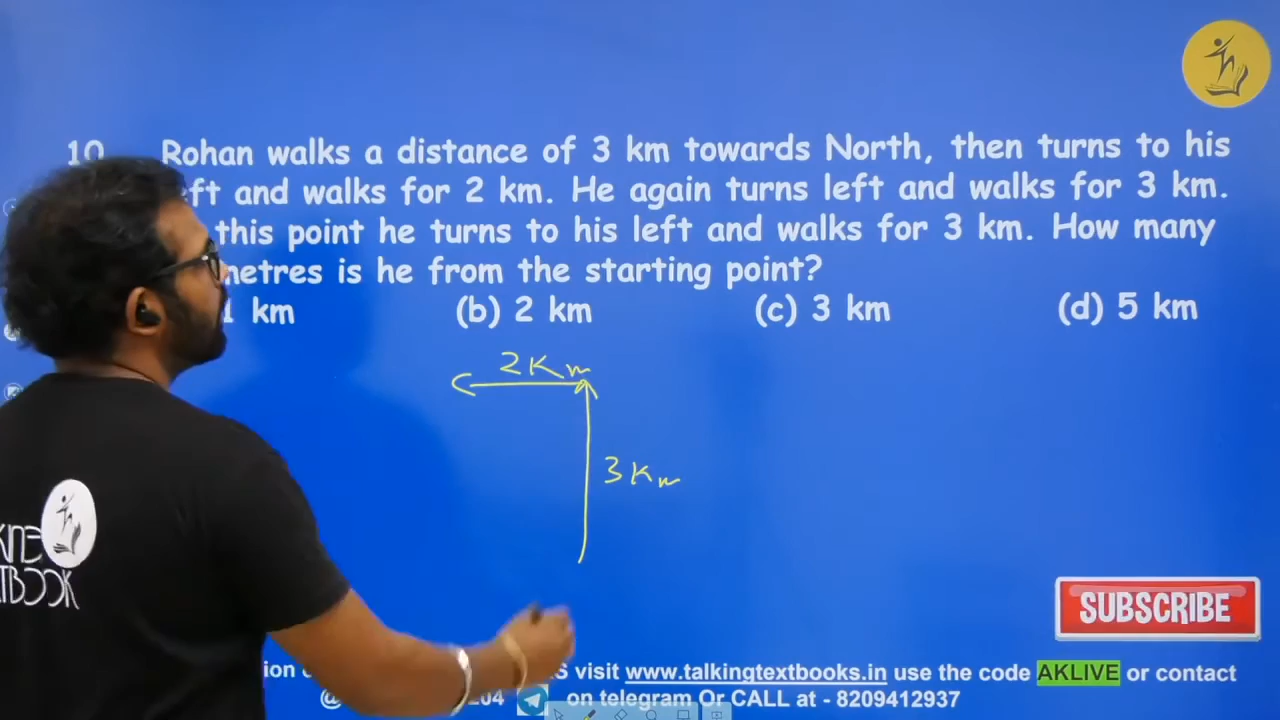 10 Rohan walks a distance of 3 km towards North, then turns to his
and walks for 2 km. He again turns left and walks for 3 km.
this point he turns to his left and walks for 3 km. How many
is he from the starting point?
km (b) 2 km (c) 3 km (d) 5 km
2 Km
3 Km
SUBSCRIBE
visit www.talkingtextbooks.in use the code AKLIVE or contact
on telegram Or CALL at - 8209412937